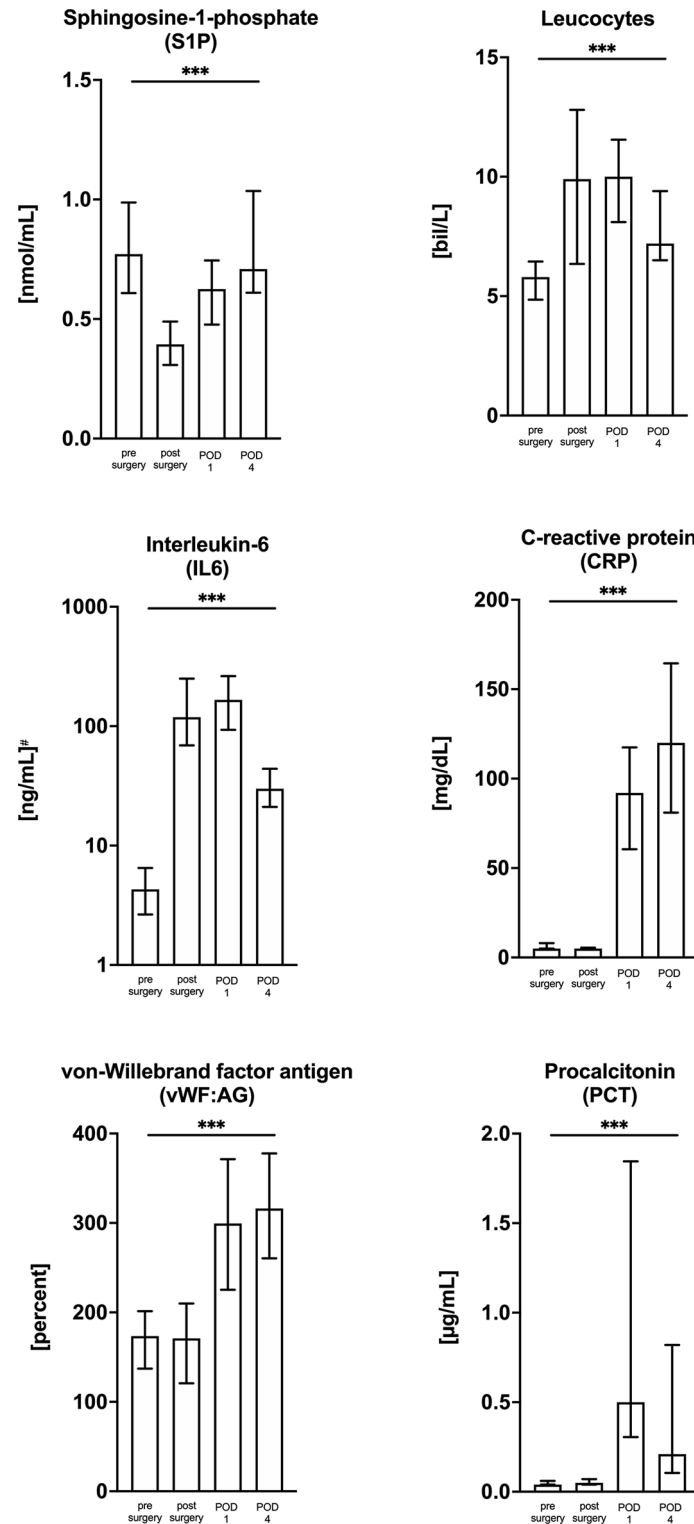 Sphingosine-1-phosphate
(S1P)
***
1.5
1.0
0.5
0.0
[nmol/mL]
pre
surgery
post
surgery
POD
1
POD
4
Leucocytes
***
15
10
5
0
[bil/L]
pre
surgery
post
surgery
POD
1
POD
4
Interleukin-6
(IL6)
***
1000
100
10
1
[ng/mL]#
pre
surgery
post
surgery
POD
1
POD
4
C-reactive protein
(CRP)
***
200
150
100
50
0
[mg/dL]
pre
surgery
post
surgery
POD
1
POD
4
von-Willebrand factor antigen
(vWF:AG)
***
400
300
200
100
0
[percent]
pre
surgery
post
surgery
POD
1
POD
4
Procalcitonin
(PCT)
***
2.0
1.5
1.0
0.5
0.0
[µg/mL]
pre
surgery
post
surgery
POD
1
POD
4